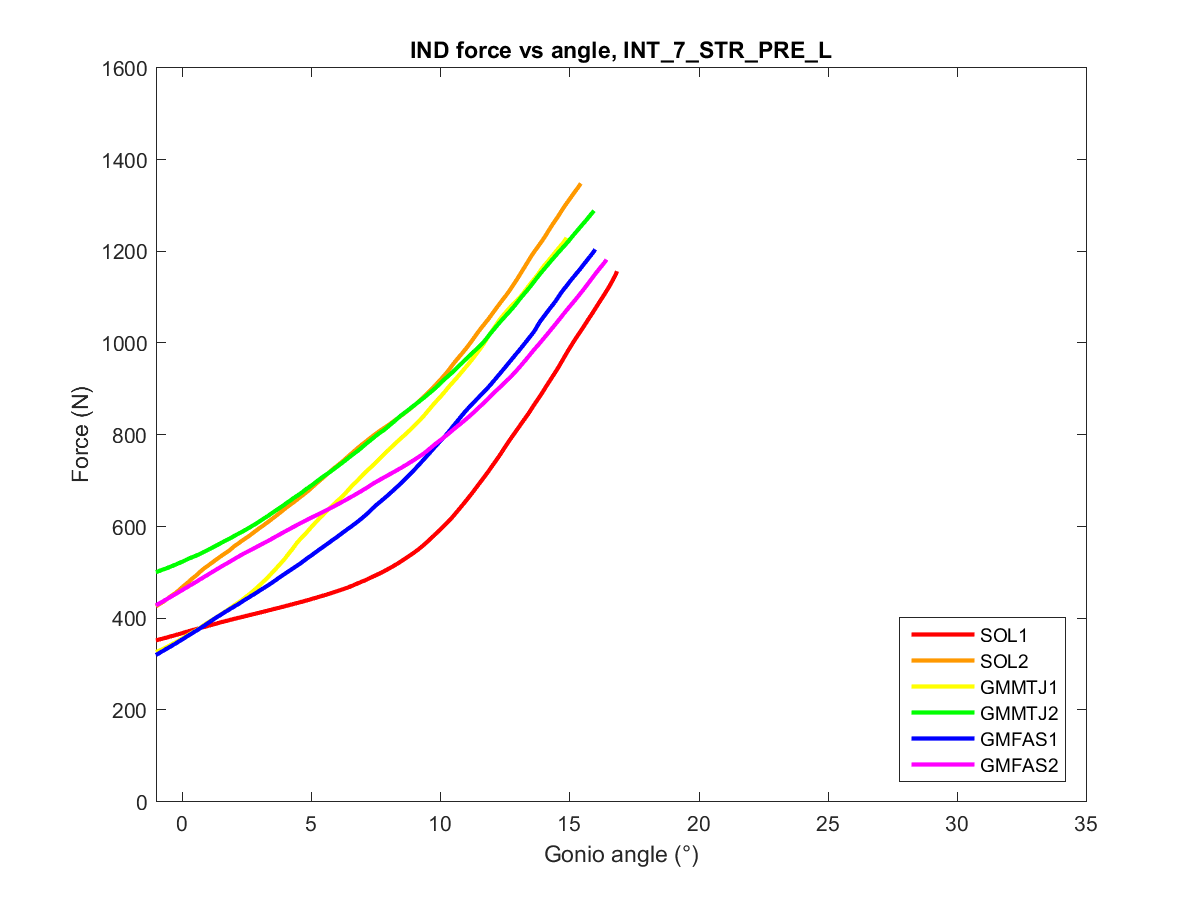 IND force vs angle, INT_7_STR_PRE_L
1600
1400
1200
1000
800
600
400
200
0
Force (N)
0 5 10 15 20 25 30 35
Gonio angle (°)
SOL1
SOL2
GMMTJ1
GMMTJ2
GMFAS1
GMFAS2